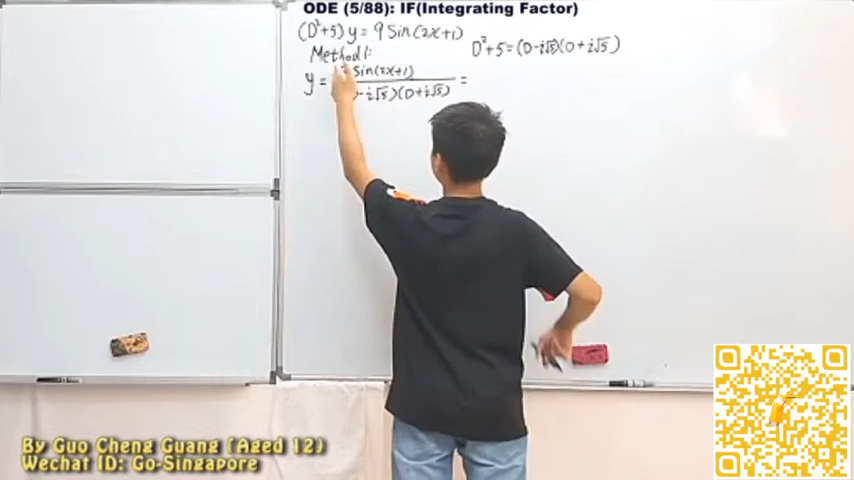 ODE (5/88): IF(Integrating Factor)
(D²+5) y = 9 Sin(2x+1)
D²+5 = (D-i√5)(D+i√5)
Method 1:
y = Sin(2x+1) / -i√5)(D+i√5) =
By Guo Cheng Guang (Aged 12)
Wechat ID: Go-Singapore